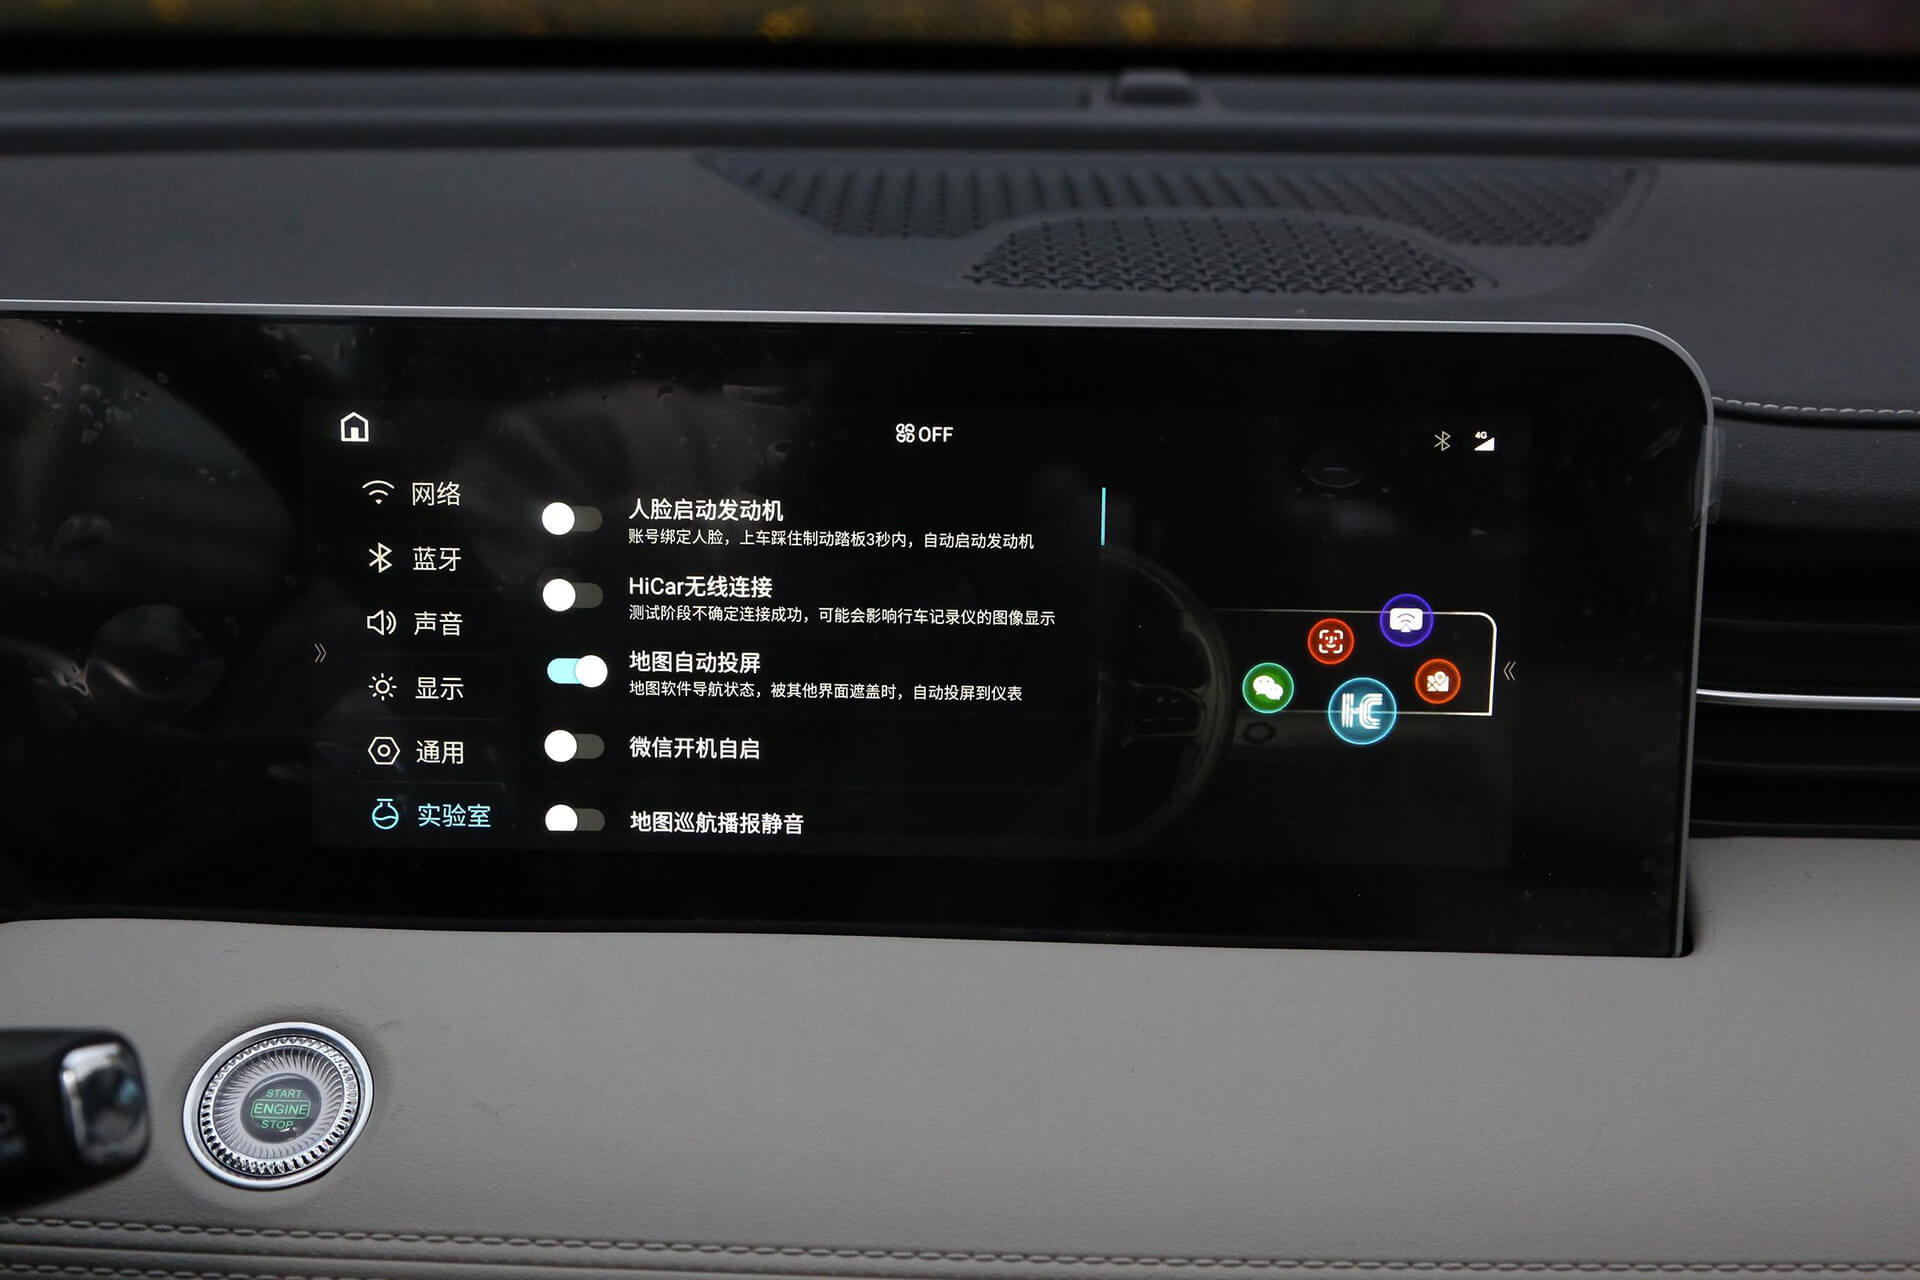 OFF
4G
网络
蓝牙
声音
显示
通用
实验室
人脸启动发动机
账号绑定人脸，上车踩住制动踏板3秒内，自动启动发动机
HiCar无线连接
测试阶段不确定连接成功，可能会影响行车记录仪的图像显示
地图自动投屏
地图软件导航状态，被其他界面遮盖时，自动投屏到仪表
微信开机自启
地图巡航播报静音
HC
START
ENGINE
STOP